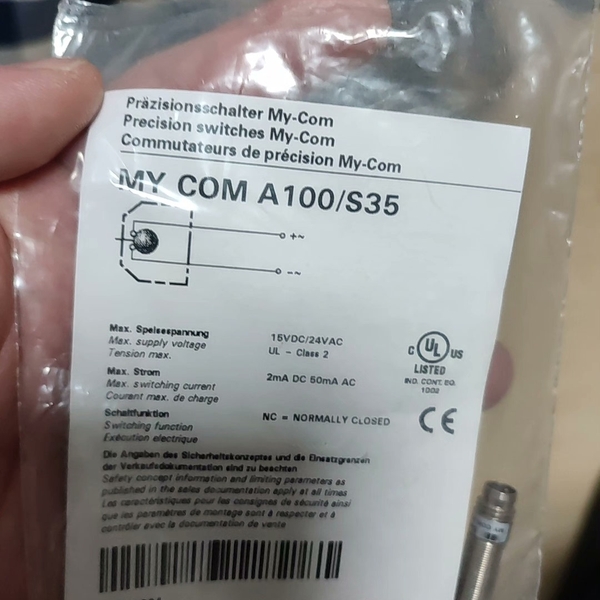 Präzisionsschalter My-Com
Precision switches My-Com
Commutateurs de précision My-Com
MY COM A100/S35
+~
-~
Max. Speisespannung
Max. supply voltage
Tension max.
15VDC/24VAC
UL - Class 2
Max. Strom
Max. switching current
Courant max. de charge
2mA DC 50mA AC
Schaltfunktion
Switching function
Exécution electrique
NC = NORMALLY CLOSED
C UL US
LISTED
IND. CONT. EQ.
1002
CE
Die Angaben des Sicherheitskonzeptes und die Einsatzgrenzen
der Verkaufsdokumentation sind zu beachten
Safety concept information and limiting parameters as
published in the sales documentation apply at all times
Les caractéristiques pour les consignes de sécurité ainsi
que les paramètres de montage sont à respecter et à
contrôler avec la documentation de vente